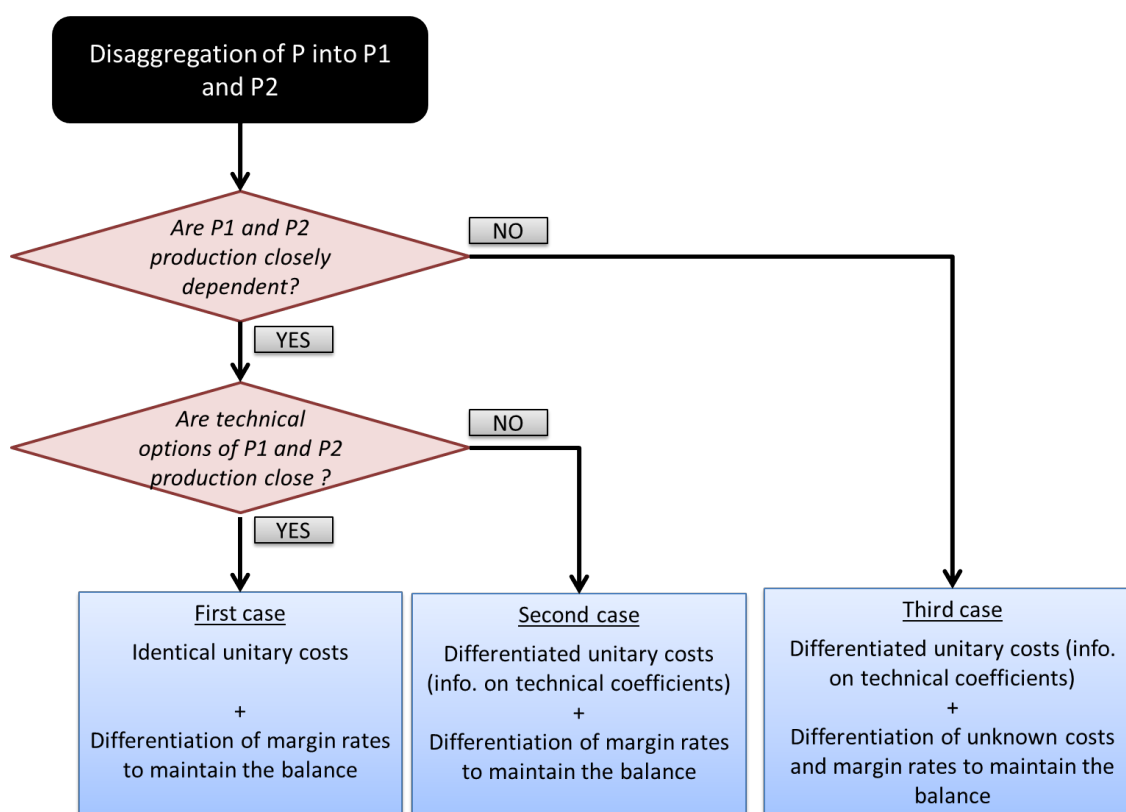 Disaggregation of P into P1
and P2
Are P1 and P2
production closely
dependent?
NO
YES
Are technical
options of P1 and P2
production close ?
NO
YES
First case
Identical unitary costs
+
Differentiation of margin rates
to maintain the balance
Second case
Differentiated unitary costs
(info. on technical coefficients)
+
Differentiation of margin rates
to maintain the balance
Third case
Differentiated unitary costs (info.
on technical coefficients)
+
Differentiation of unknown costs
and margin rates to maintain the
balance